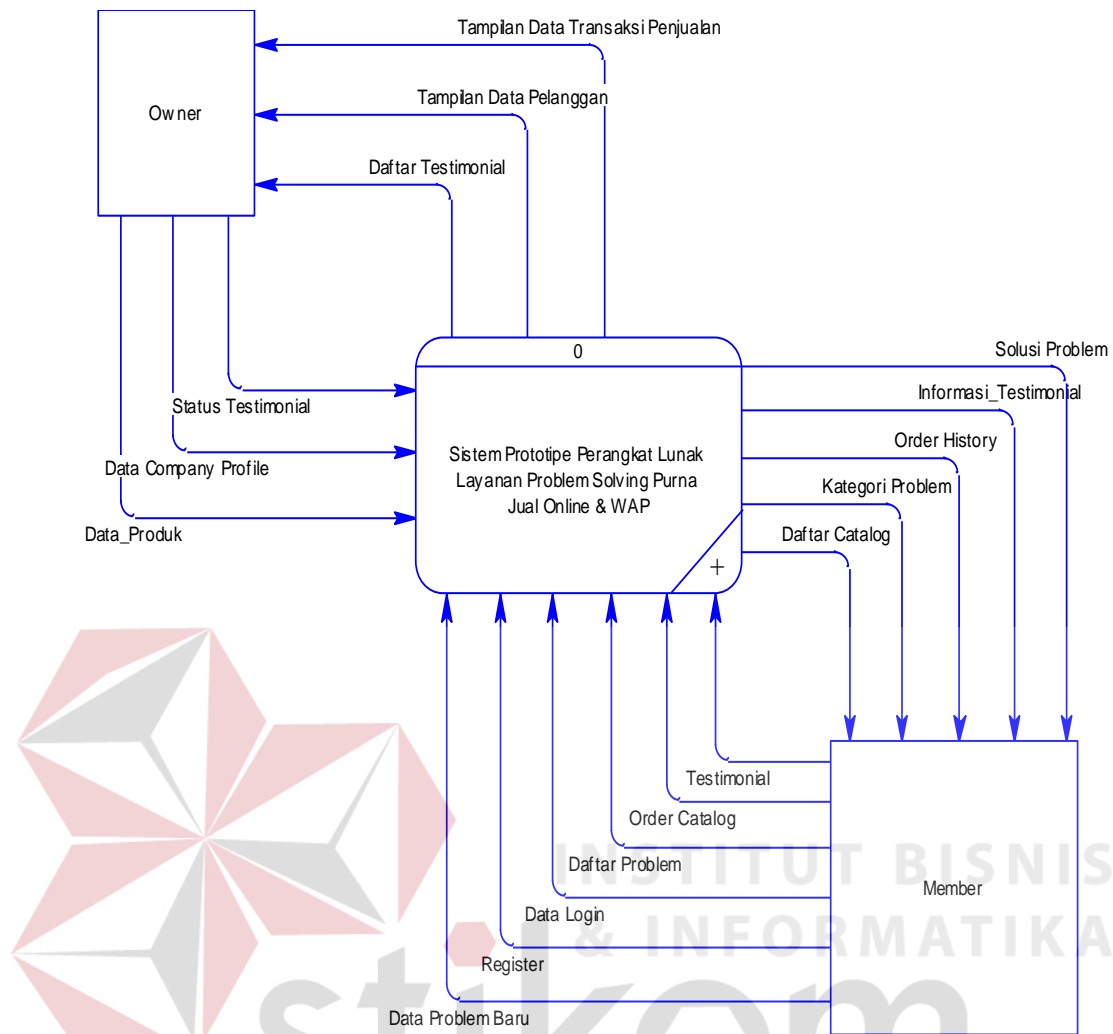 Tampilan Data Transaksi Penjualan
Owner
Tampilan Data Pelanggan
Daftar Testimonial
Status Testimonial
Data Company Profile
Data_Produk
0
Sistem Prototipe Perangkat Lunak
Layanan Problem Solving Purna
Jual Online & WAP
+
Solusi Problem
Informasi_Testimonial
Order History
Kategori Problem
Daftar Catalog
Testimonial
Order Catalog
Daftar Problem
Data Login
Register
Data Problem Baru
Member
INSTITUT BISNIS
& INFORMATIKA
stikom